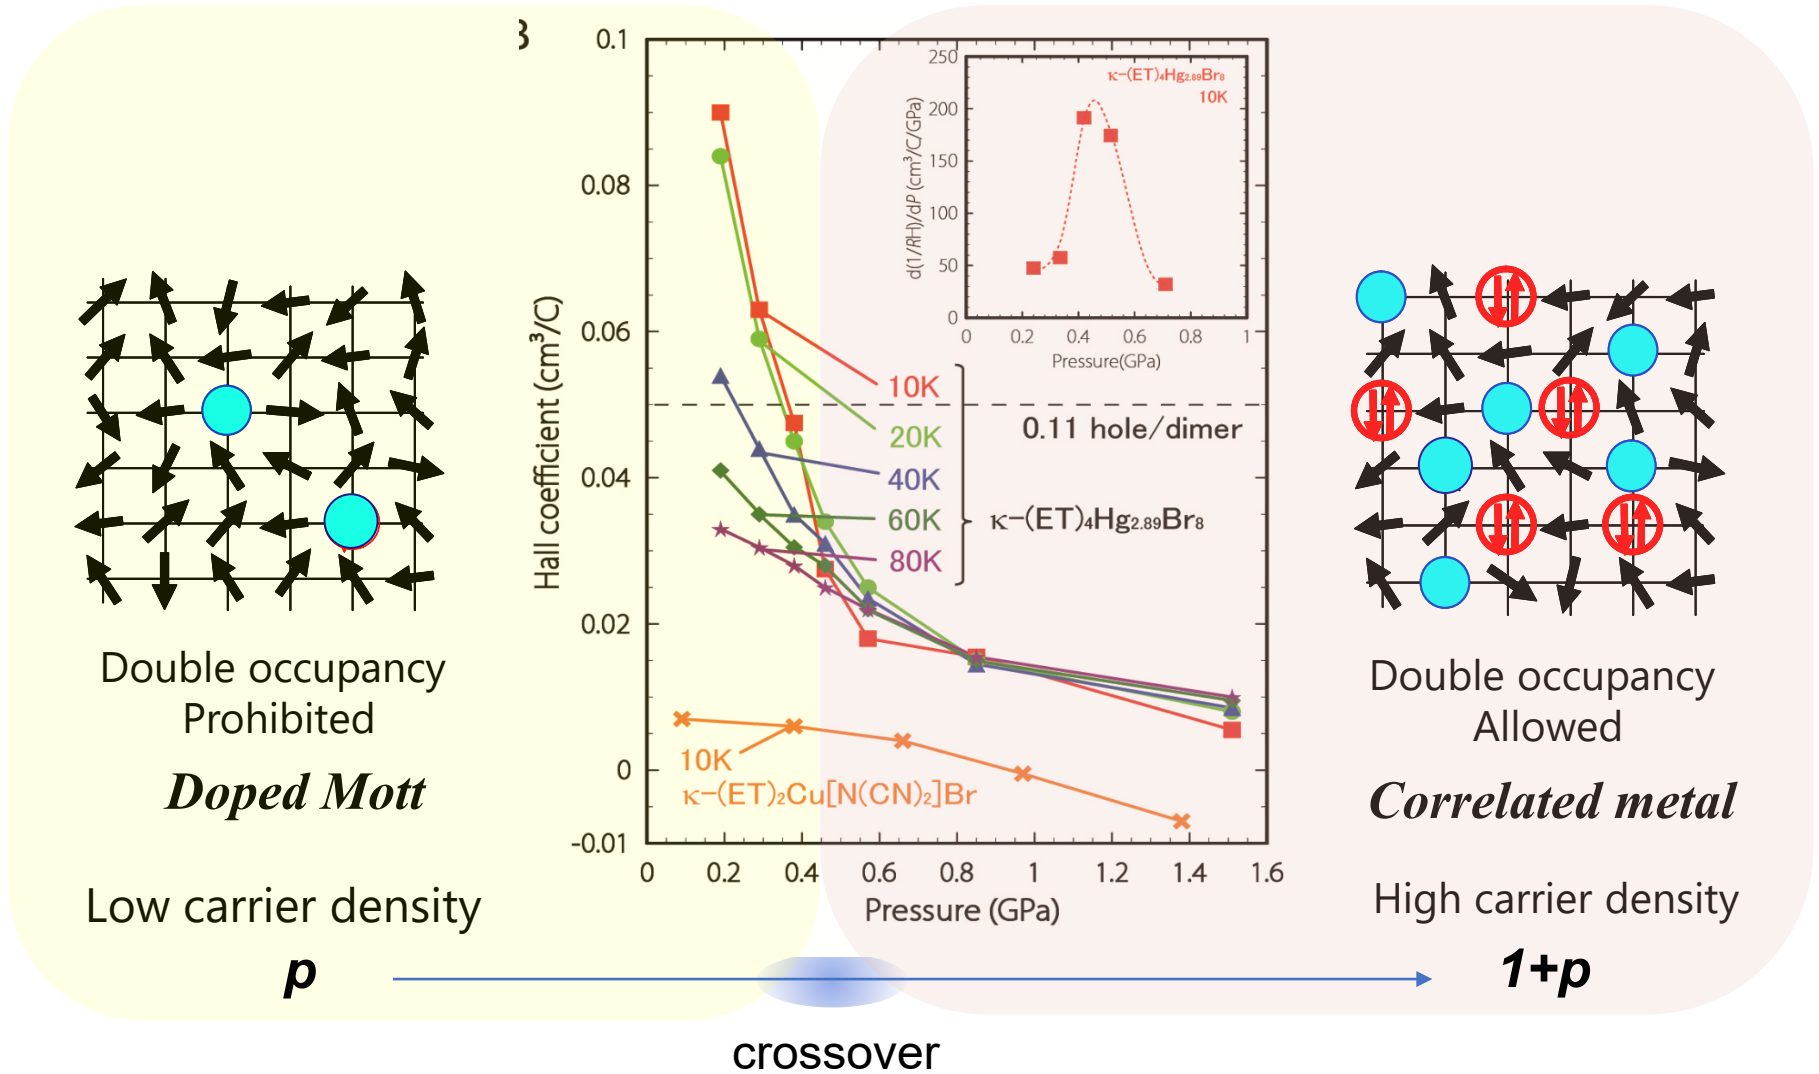 0.1
0.08
0.06
0.04
0.02
0
-0.01
Hall coefficient (cm³/C)
0
0.2
0.4
0.6
0.8
1
1.2
1.4
1.6
Pressure (GPa)
250
200
150
100
50
0
d(1/RH)/dP (cm³/C/GPa)
κ-(ET)₄Hg₂.₈₉Br₈
10K
0
0.2
0.4
0.6
0.8
1
Pressure(GPa)
10K
20K
40K
60K
80K
0.11 hole/dimer
κ-(ET)₄Hg₂.₈₉Br₈
10K
κ-(ET)₂Cu[N(CN)₂]Br
Double occupancy
Prohibited
Doped Mott
Low carrier density
p
Double occupancy
Allowed
Correlated metal
High carrier density
1+p
crossover